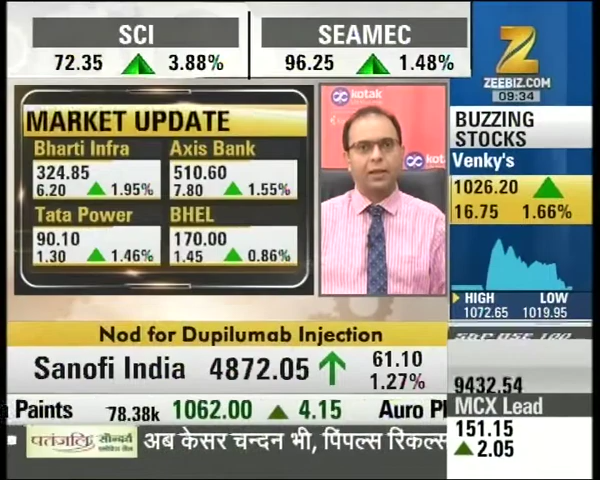 SCI
72.35 3.88%
SEAMEC
96.25 1.48%
ZEEBIZ.COM
09:34
MARKET UPDATE
Bharti Infra
324.85
6.20 1.95%
Axis Bank
510.60
7.80 1.55%
Tata Power
90.10
1.30 1.46%
BHEL
170.00
1.45 0.86%
kotak
kota
BUZZING
STOCKS
Venky's
1026.20
16.75 1.66%
HIGH LOW
1072.65 1019.95
Nod for Dupilumab Injection
Sanofi India 4872.05 61.10
1.27%
9432.54
MCX Lead
151.15
2.05
Paints 78.38k 1062.00 4.15 Auro
पतंजलि सौन्दर्य अब केसर चन्दन भी, पिंपल्स रिंकल्स